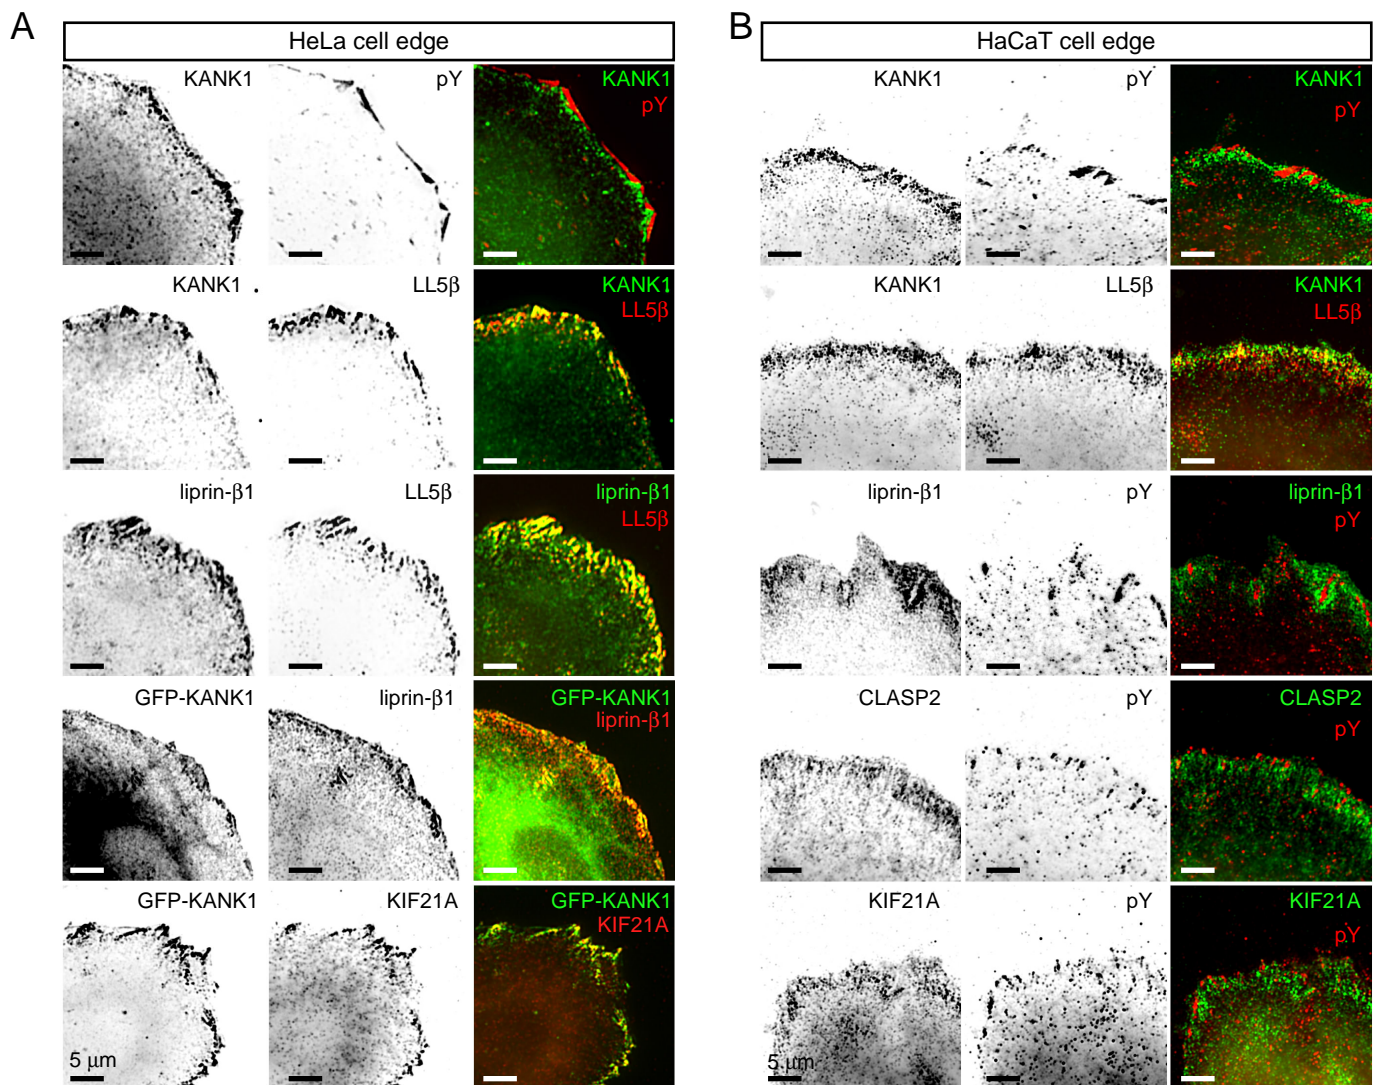 A
HeLa cell edge
KANK1
pY
KANK1
pY
KANK1
LL5β
KANK1
LL5β
liprin-β1
LL5β
liprin-β1
LL5β
GFP-KANK1
liprin-β1
GFP-KANK1
liprin-β1
GFP-KANK1
KIF21A
GFP-KANK1
KIF21A
5 μm
B
HaCaT cell edge
KANK1
pY
KANK1
pY
KANK1
LL5β
KANK1
LL5β
liprin-β1
pY
liprin-β1
pY
CLASP2
pY
CLASP2
pY
KIF21A
pY
KIF21A
pY
5 μm